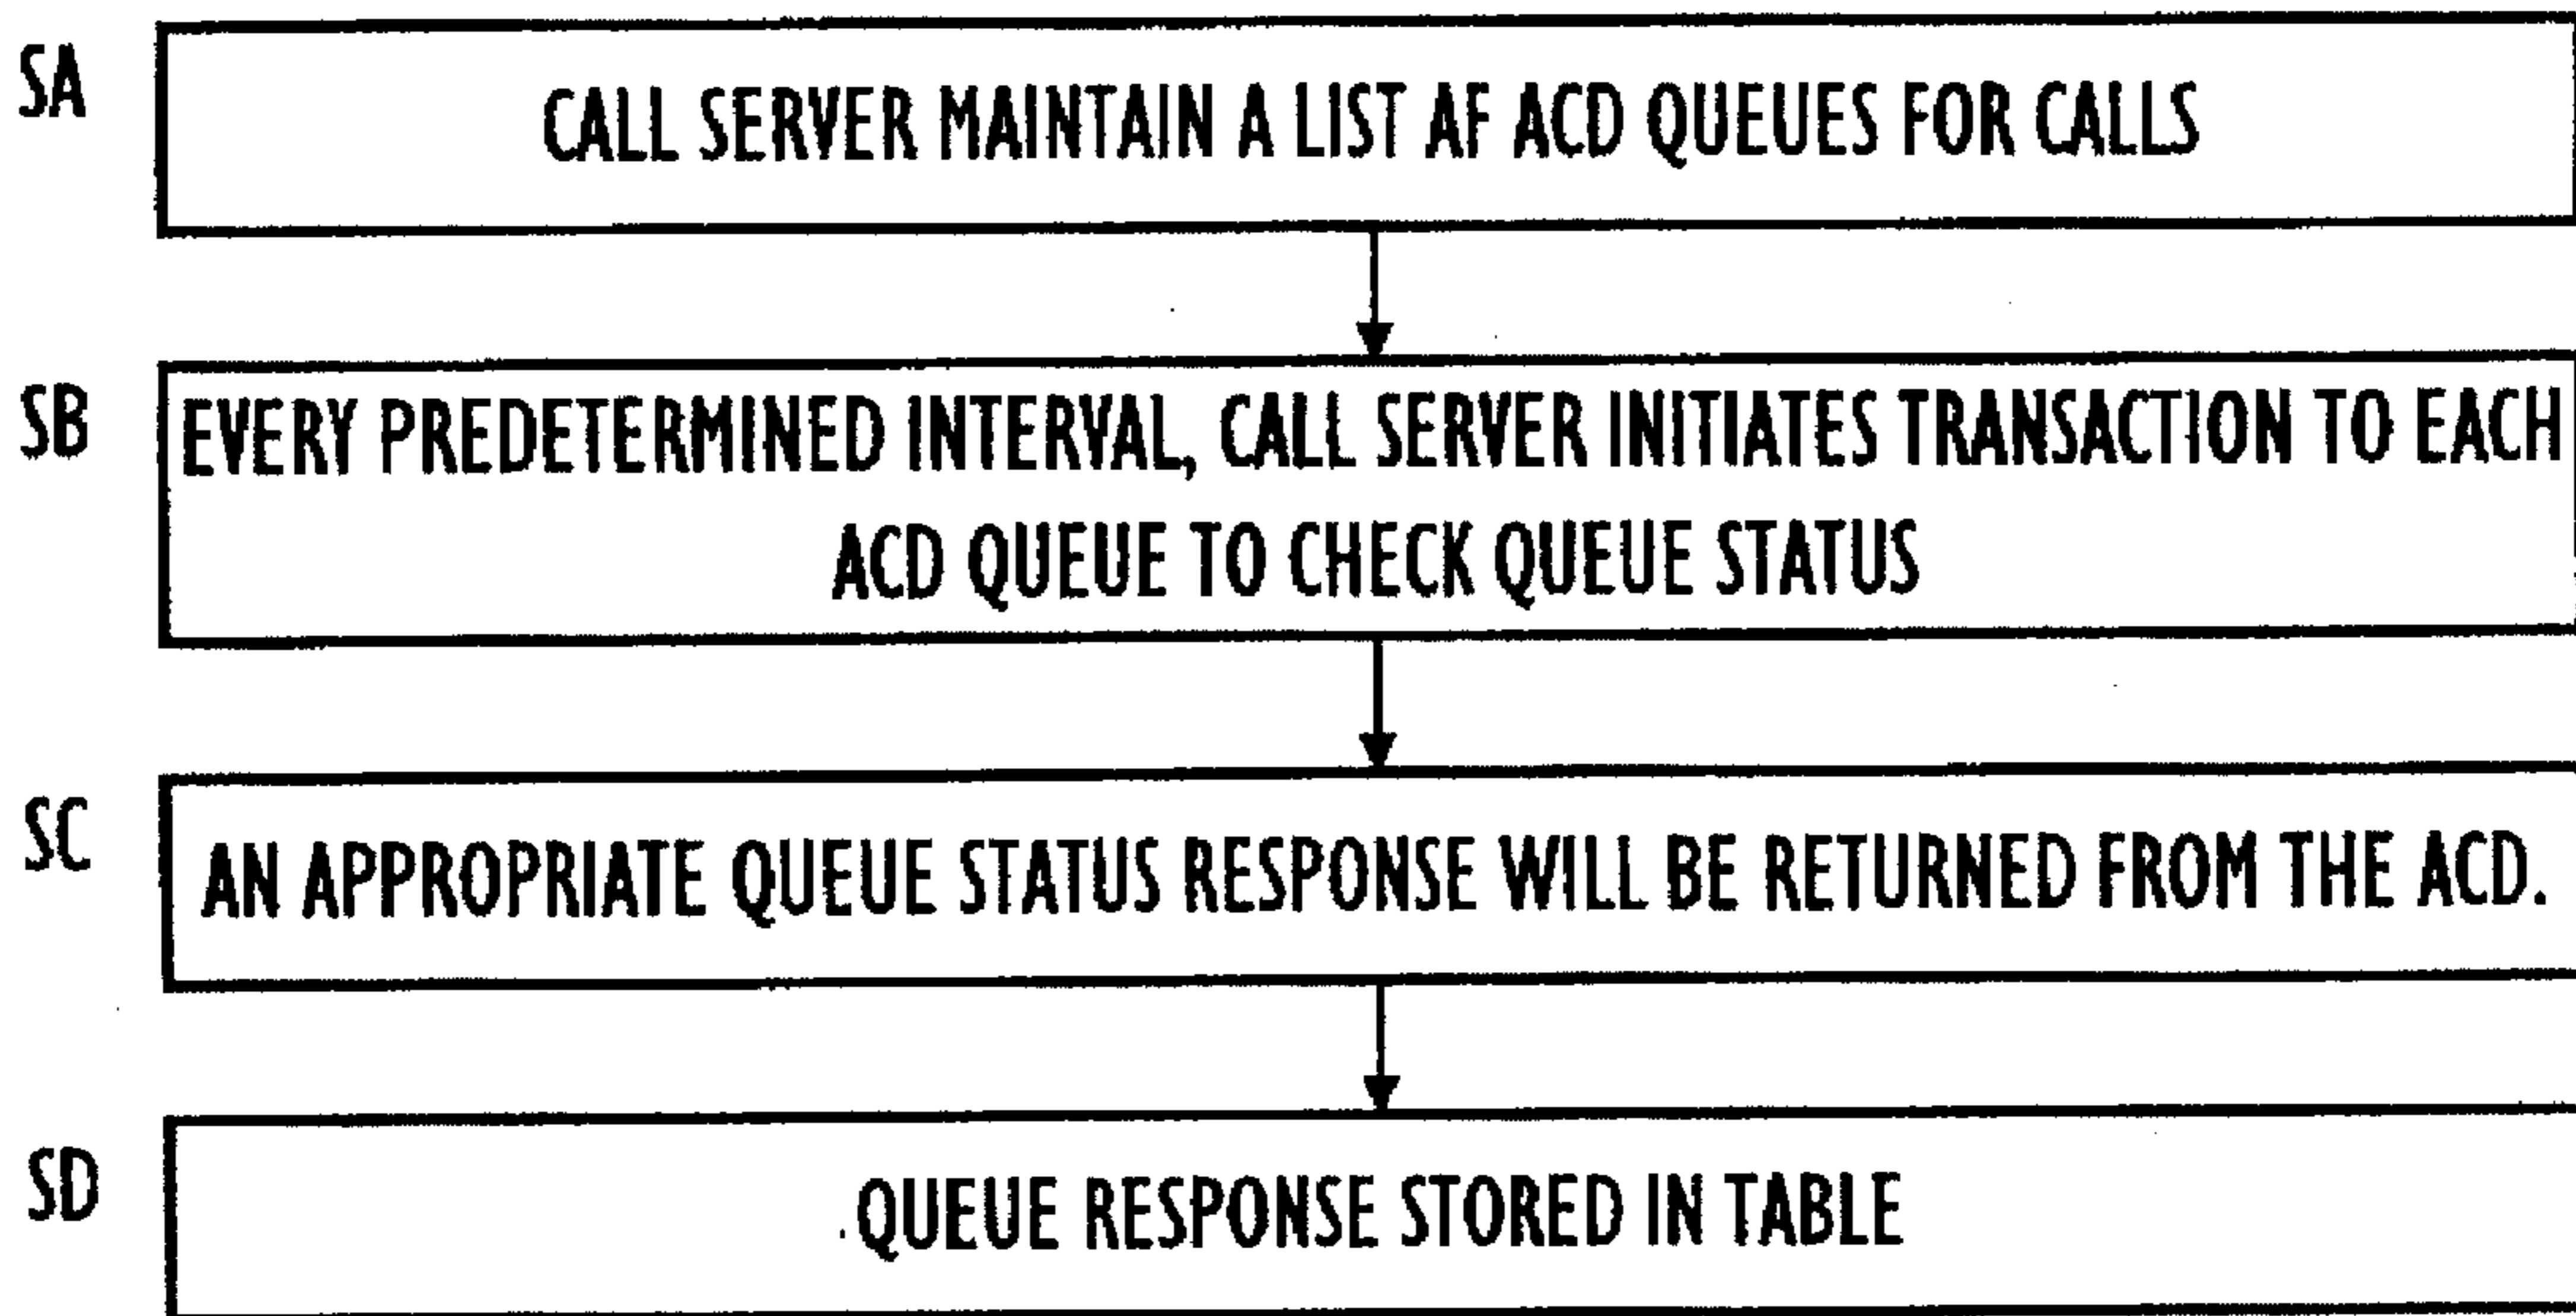 SA
CALL SERVER MAINTAIN A LIST AF ACD QUEUES FOR CALLS
SB
EVERY PREDETERMINED INTERVAL, CALL SERVER INITIATES TRANSACTION TO EACH
ACD QUEUE TO CHECK QUEUE STATUS
SC
AN APPROPRIATE QUEUE STATUS RESPONSE WILL BE RETURNED FROM THE ACD.
SD
QUEUE RESPONSE STORED IN TABLE